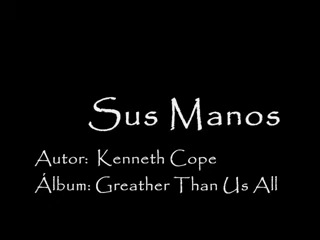 Sus Manos
Autor: Kenneth Cope
Álbum: Greather Than Us All